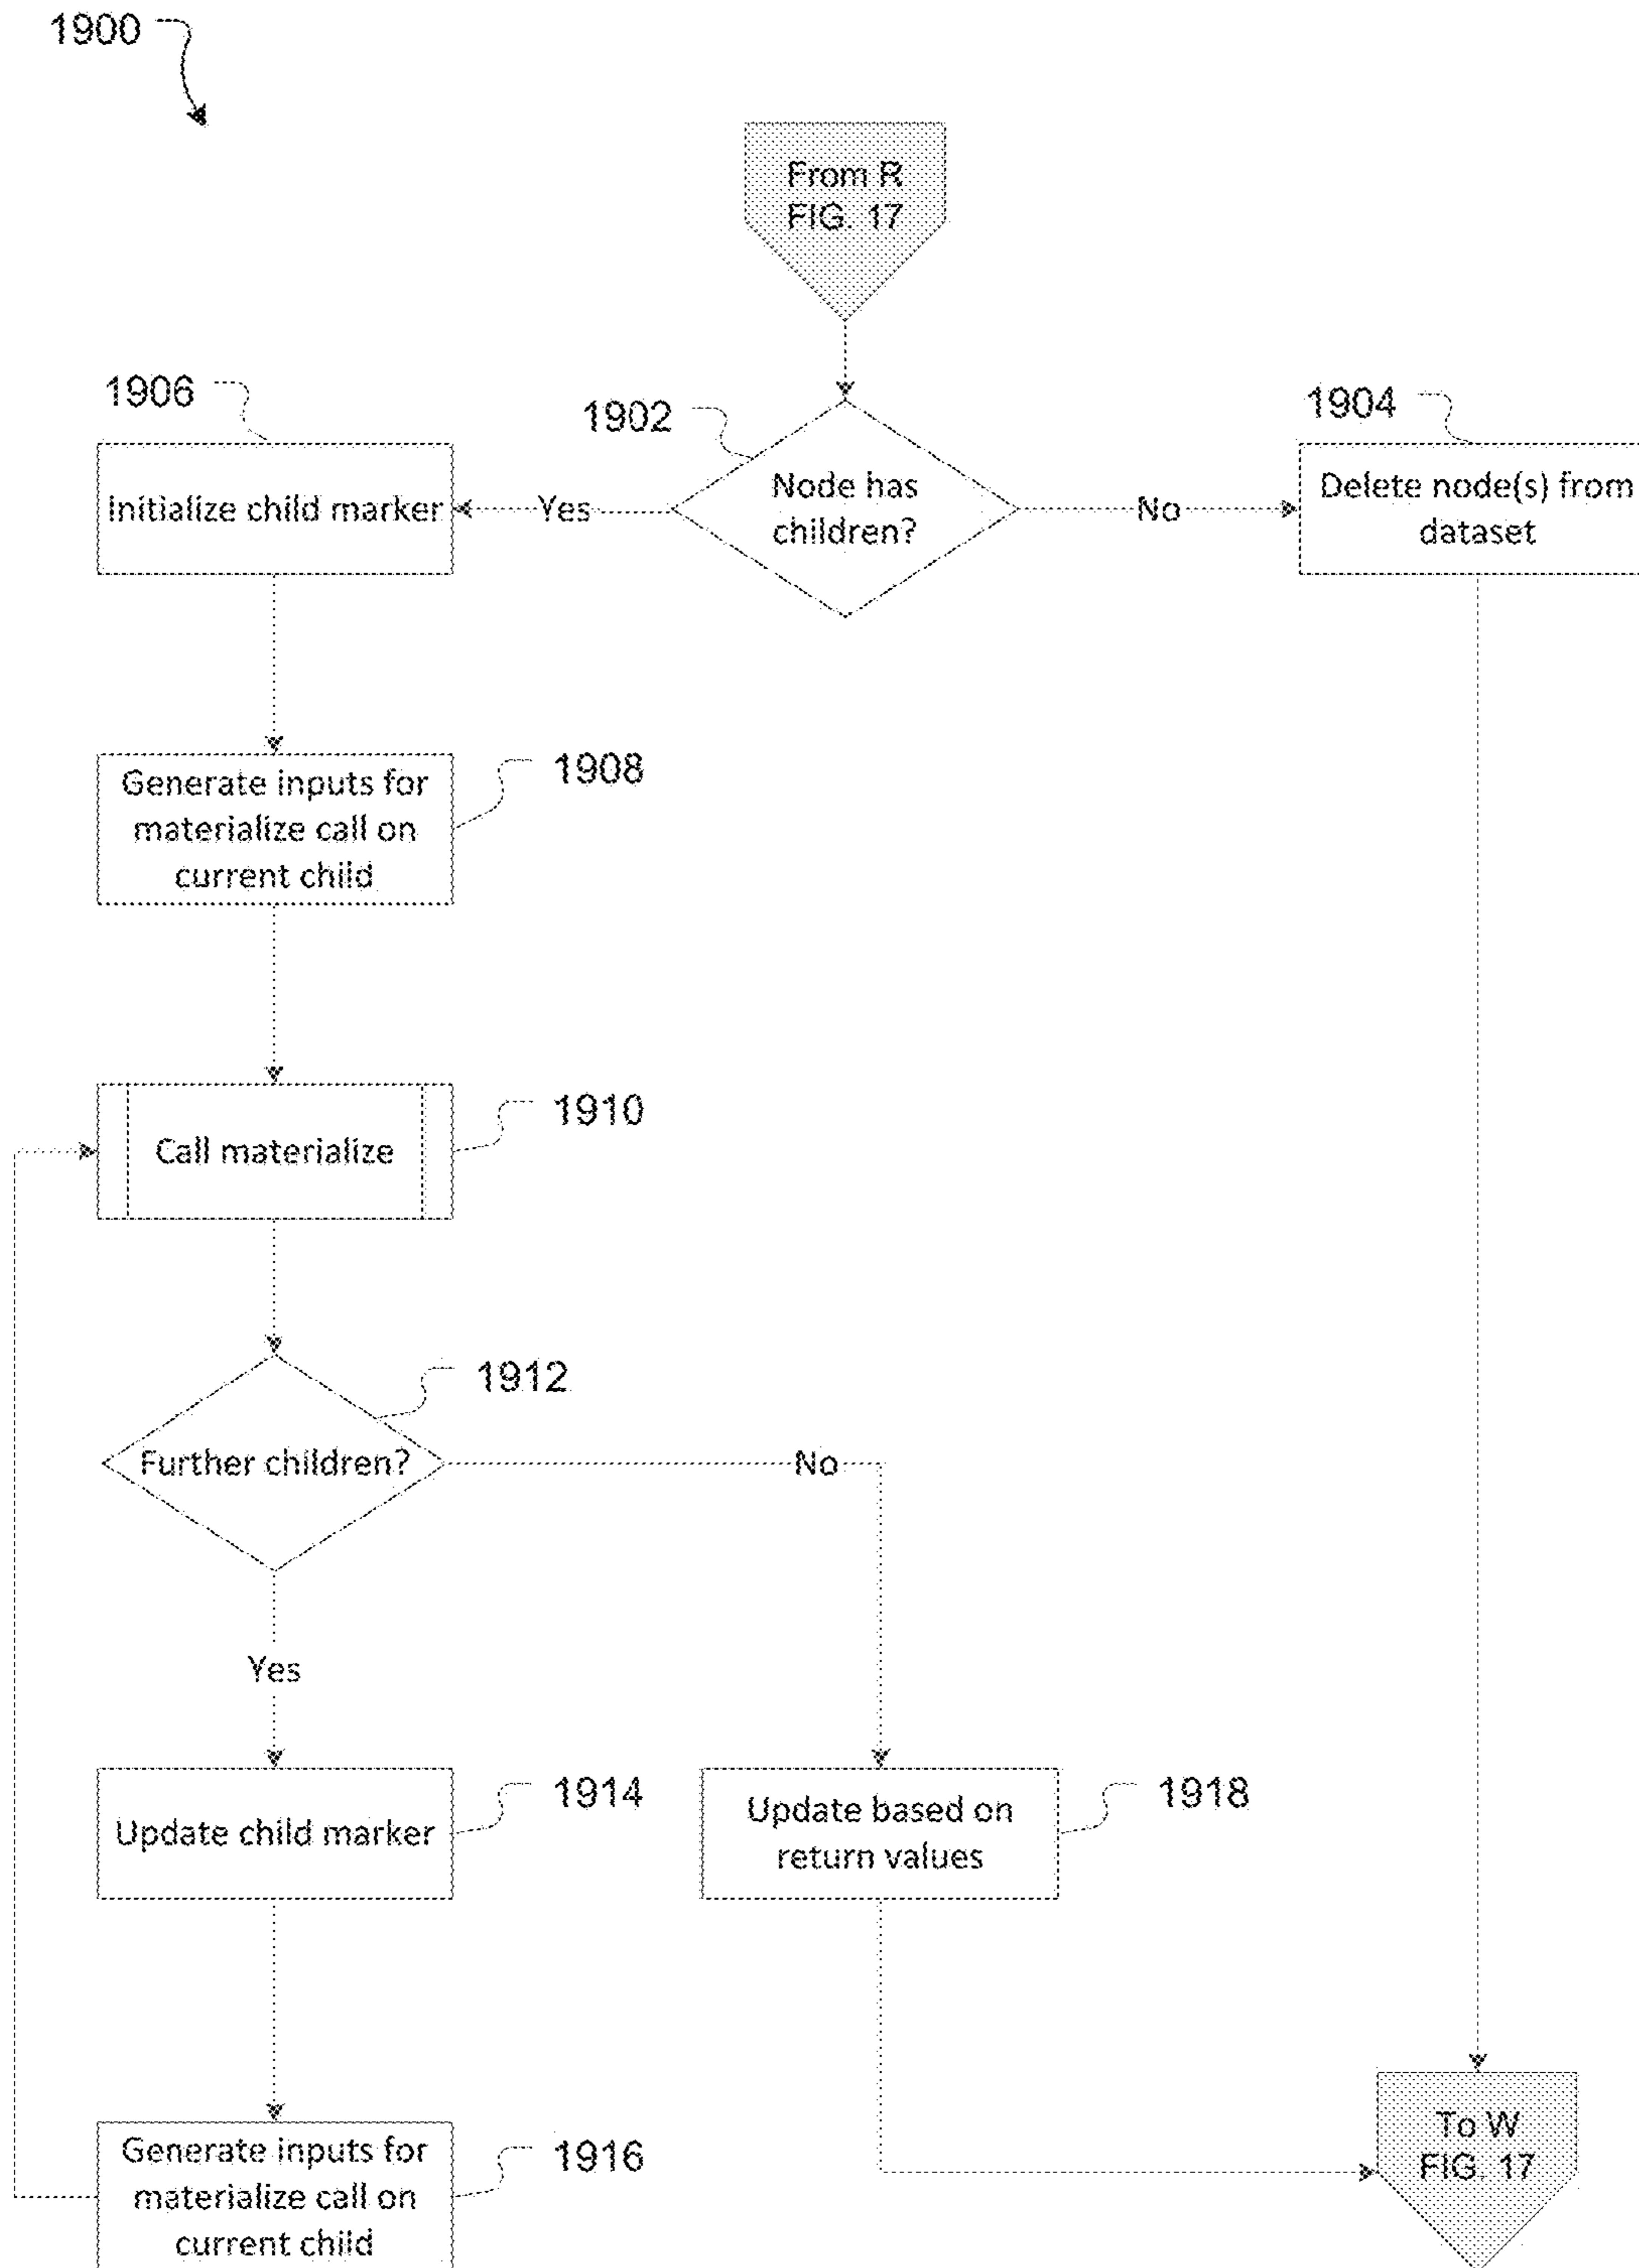 1900
From R
FIG. 17
1906
1902
1904
Initialize child marker
Yes
Node has
children?
No
Delete node(s) from
dataset
Generate inputs for
materialize call on
current child
1908
Call materialize
1910
1912
Further children?
No
Yes
Update child marker
1914
Update based on
return values
1918
Generate inputs for
materialize call on
current child
1916
To W
FIG. 17